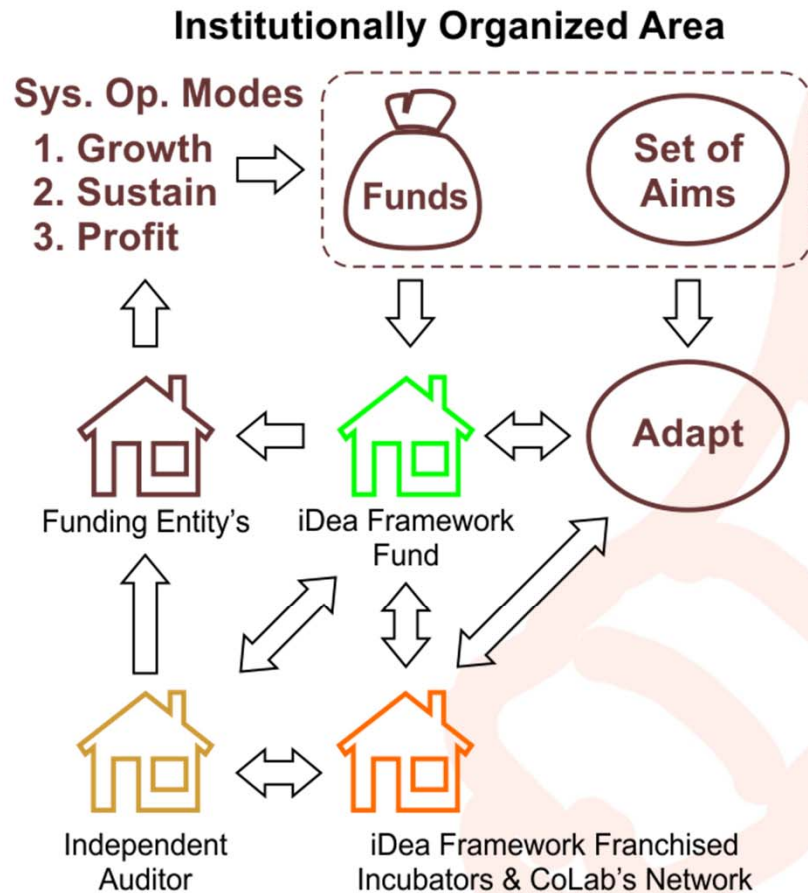 Institutionally Organized Area
Sys. Op. Modes
1. Growth
2. Sustain
3. Profit
Funds
Set of
Aims
Funding Entity's
iDea Framework
Fund
Adapt
Independent
Auditor
iDea Framework Franchised
Incubators & CoLab's Network